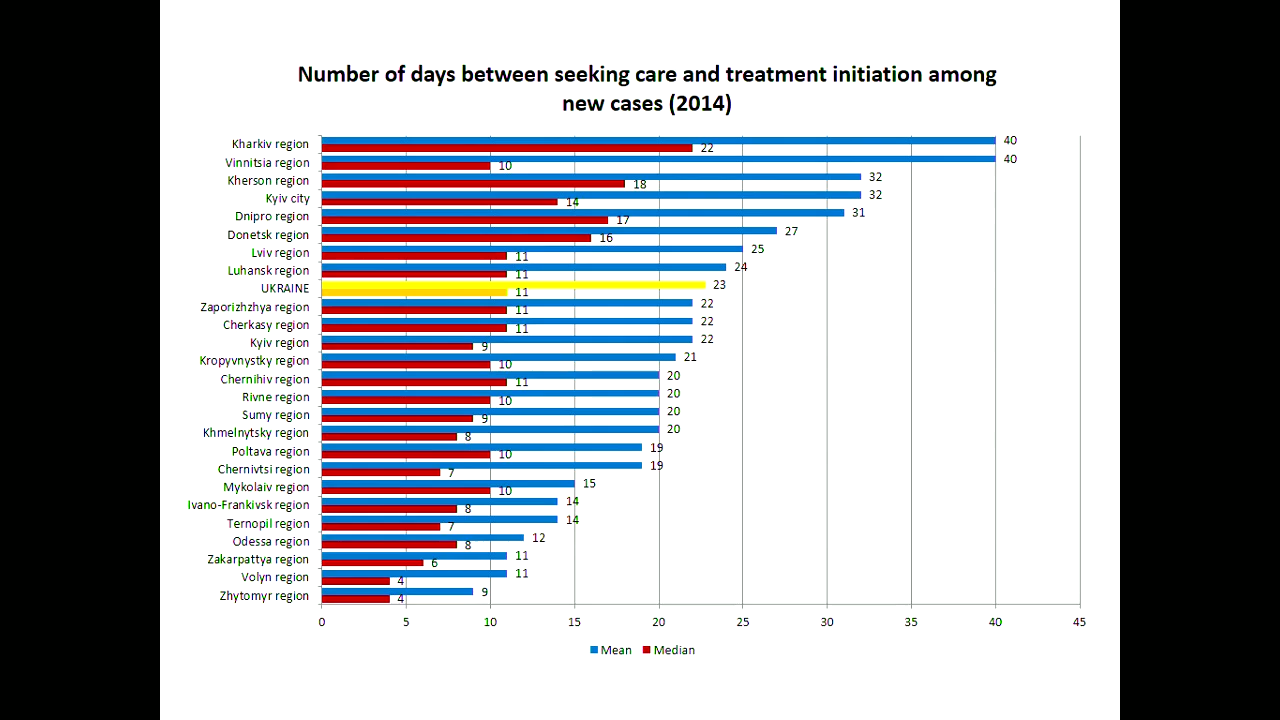 Number of days between seeking care and treatment initiation among
new cases (2014)
Kharkiv region 40
22
Vinnitsia region 40
10
Kherson region 32
18
Kyiv city 32
14
Dnipro region 31
17
Donetsk region 27
16
Lviv region 25
11
Luhansk region 24
11
UKRAINE 23
11
Zaporizhzhya region 22
11
Cherkasy region 22
11
Kyiv region 22
9
Kropyvnystky region 21
10
Chernihiv region 20
11
Rivne region 20
10
Sumy region 20
9
Khmelnytsky region 20
8
Poltava region 19
10
Chernivtsi region 19
7
Mykolaiv region 15
10
Ivano-Frankivsk region 14
8
Ternopil region 14
7
Odessa region 12
8
Zakarpattya region 11
6
Volyn region 11
4
Zhytomyr region 9
4
0 5 10 15 20 25 30 35 40 45
Mean Median